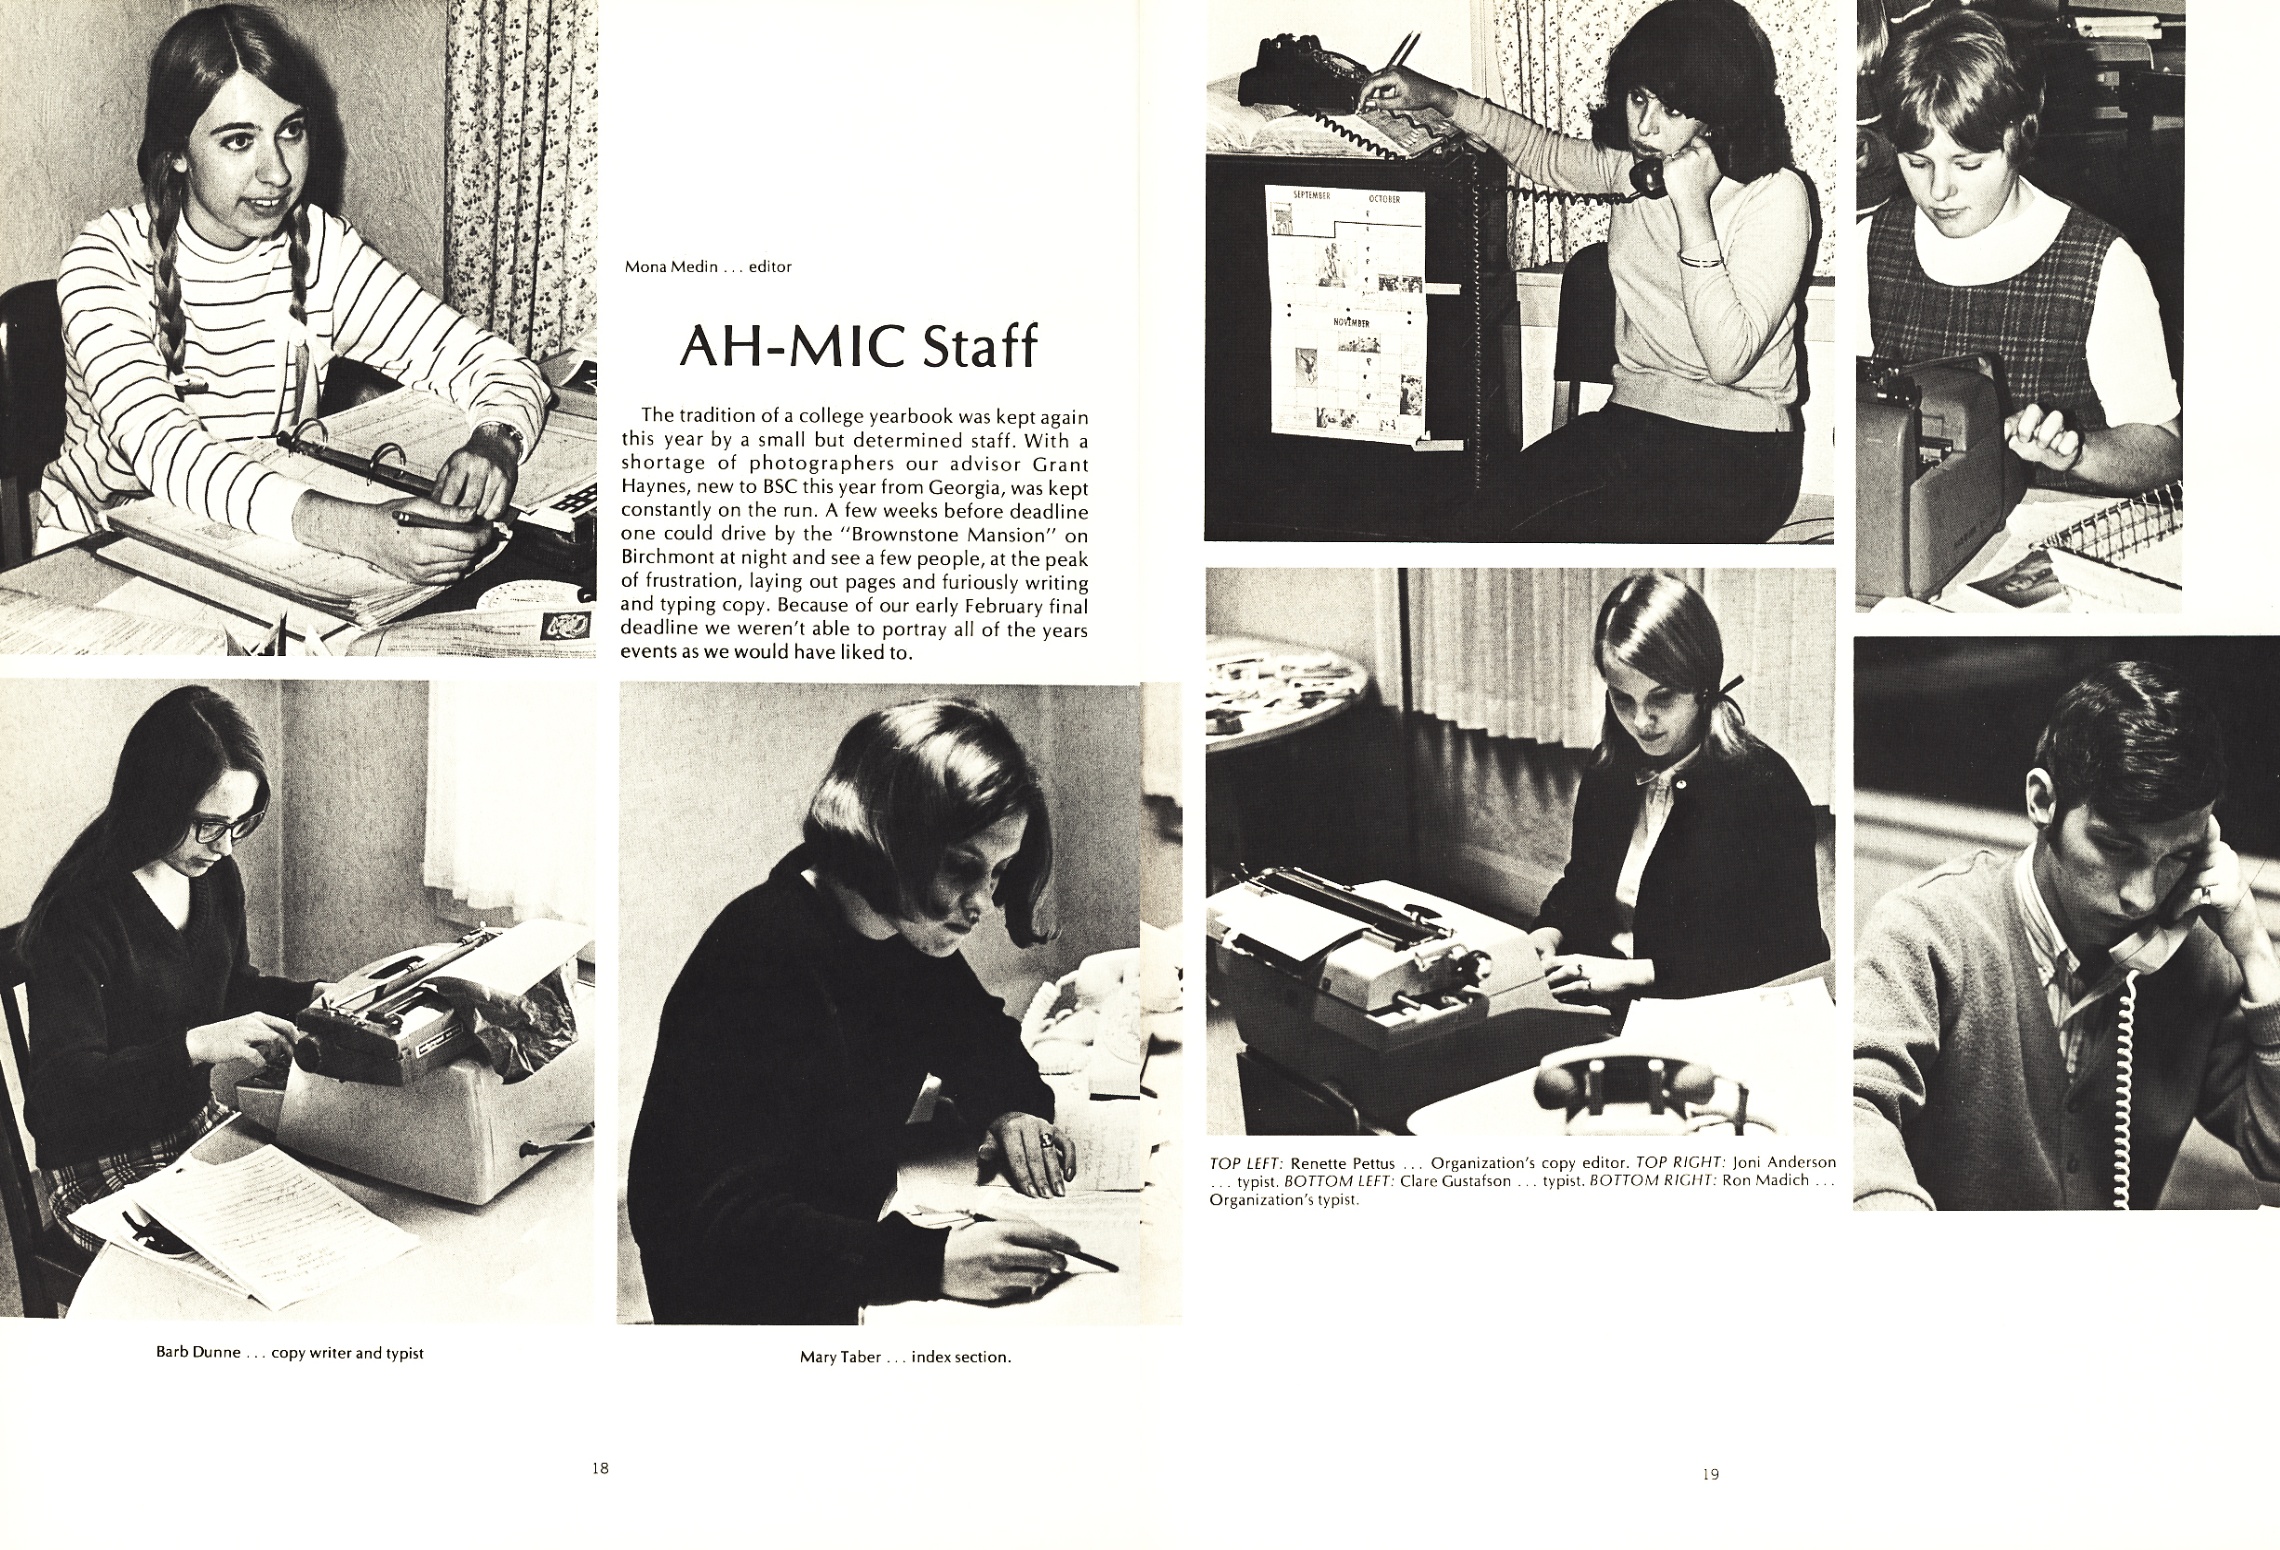 Mona Medin ... editor
AH-MIC Staff
The tradition of a college yearbook was kept again
this year by a small but determined staff. With a
shortage of photographers our advisor Grant
Haynes, new to BSC this year from Georgia, was kept
constantly on the run. A few weeks before deadline
one could drive by the "Brownstone Mansion" on
Birchmont at night and see a few people, at the peak
of frustration, laying out pages and furiously writing
and typing copy. Because of our early February final
deadline we weren't able to portray all of the years
events as we would have liked to.
Barb Dunne ... copy writer and typist
Mary Taber ... index section.
18
SEPTEMBER
OCTOBER
NOVEMBER
TOP LEFT: Renette Pettus ... Organization's copy editor. TOP RIGHT: Joni Anderson
... typist. BOTTOM LEFT: Clare Gustafson ... typist. BOTTOM RIGHT: Ron Madich ...
Organization's typist.
19